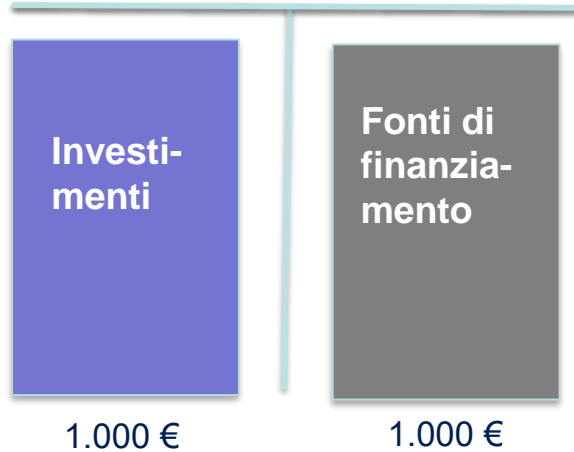 Investi-
menti
Fonti di
finanzia-
mento
1.000 €
1.000 €